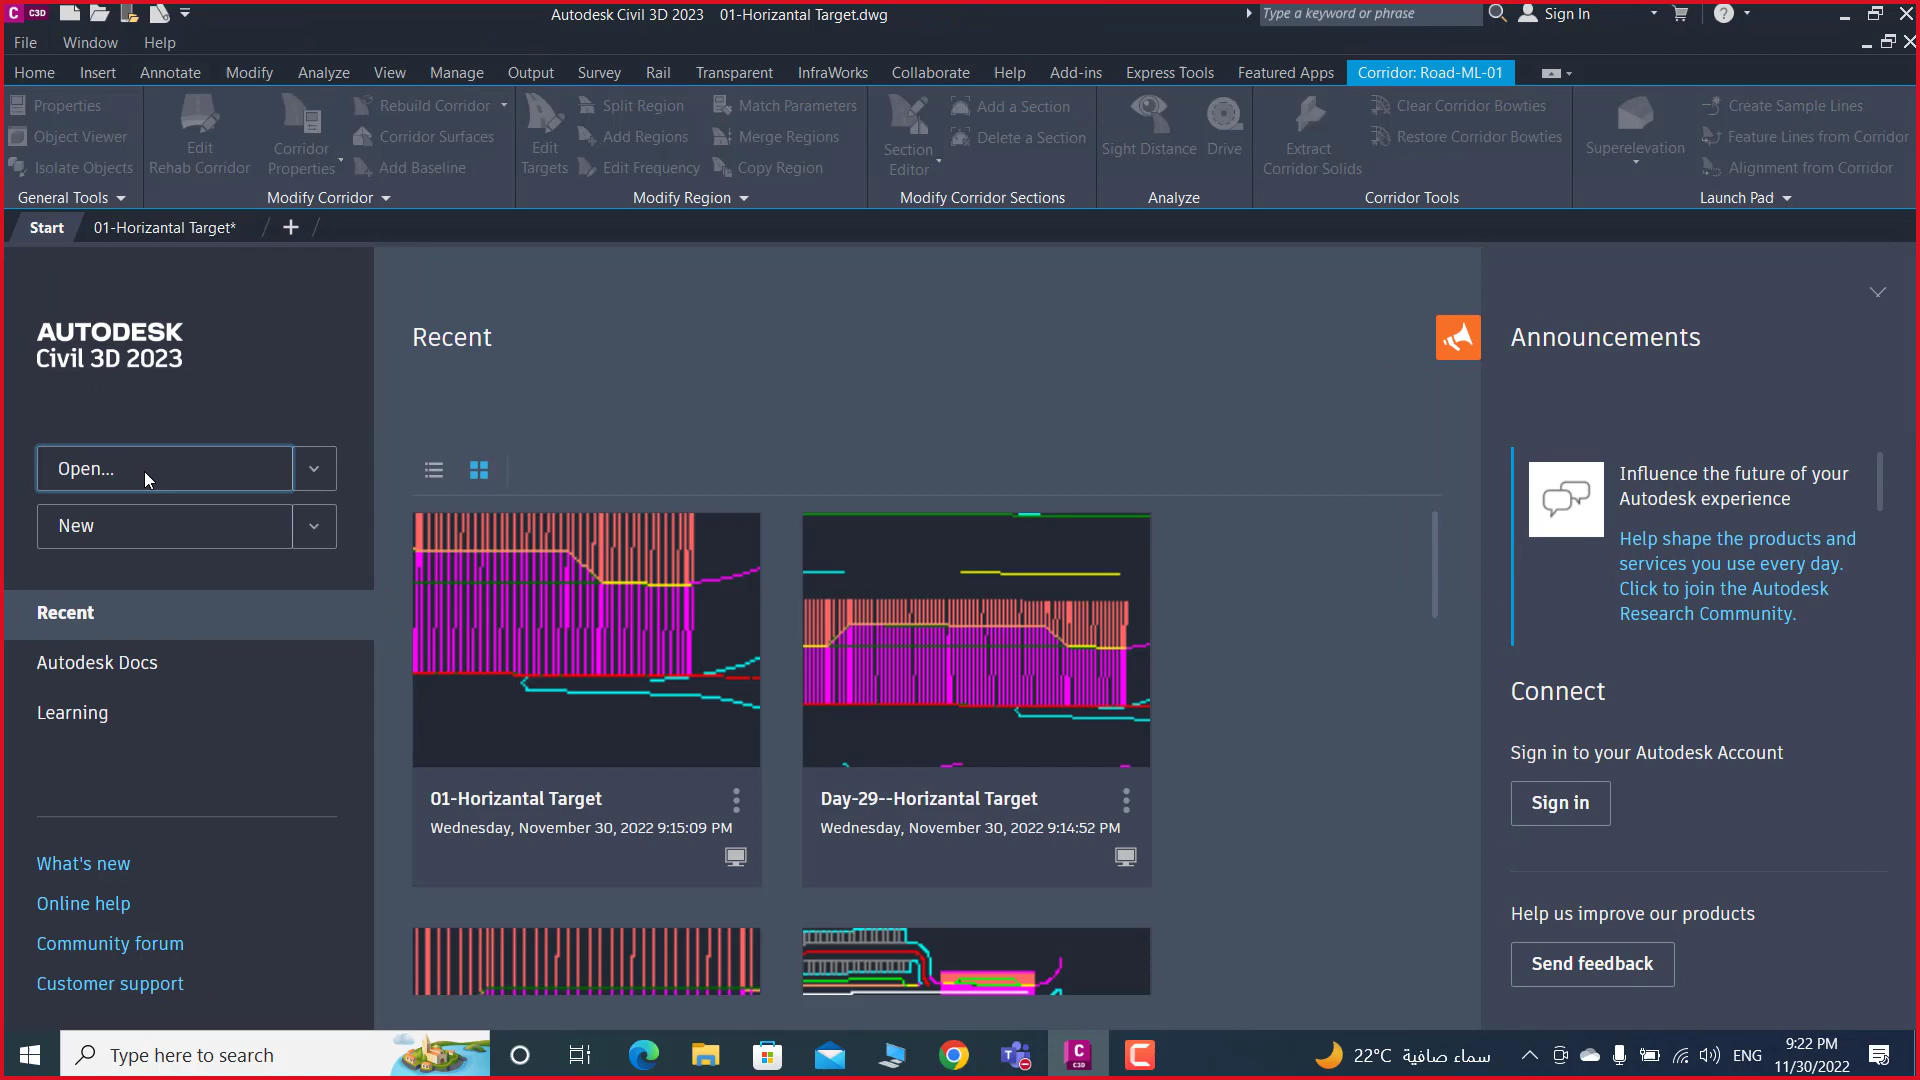 C C3D
Autodesk Civil 3D 2023 01-Horizantal Target.dwg
Type a keyword or phrase
Sign In
File Window Help
Home Insert Annotate Modify Analyze View Manage Output Survey Rail Transparent InfraWorks Collaborate Help Add-ins Express Tools Featured Apps Corridor: Road-ML-01
Properties
Object Viewer
Isolate Objects
General Tools
Edit
Rehab Corridor
Corridor
Properties
Rebuild Corridor
Corridor Surfaces
Add Baseline
Modify Corridor
Edit
Targets
Split Region
Add Regions
Edit Frequency
Match Parameters
Merge Regions
Copy Region
Modify Region
Section
Editor
Add a Section
Delete a Section
Modify Corridor Sections
Sight Distance
Drive
Analyze
Extract
Corridor Solids
Clear Corridor Bowties
Restore Corridor Bowties
Corridor Tools
Superelevation
Create Sample Lines
Feature Lines from Corridor
Alignment from Corridor
Launch Pad
Start
01-Horizantal Target*
AUTODESK
Civil 3D 2023
Open...
New
Recent
Autodesk Docs
Learning
What's new
Online help
Community forum
Customer support
Recent
01-Horizantal Target
Wednesday, November 30, 2022 9:15:09 PM
Day-29--Horizantal Target
Wednesday, November 30, 2022 9:14:52 PM
Announcements
Influence the future of your
Autodesk experience
Help shape the products and
services you use every day.
Click to join the Autodesk
Research Community.
Connect
Sign in to your Autodesk Account
Sign in
Help us improve our products
Send feedback
Type here to search
C
C3D
22°C سماء صافية
ENG
9:22 PM
11/30/2022